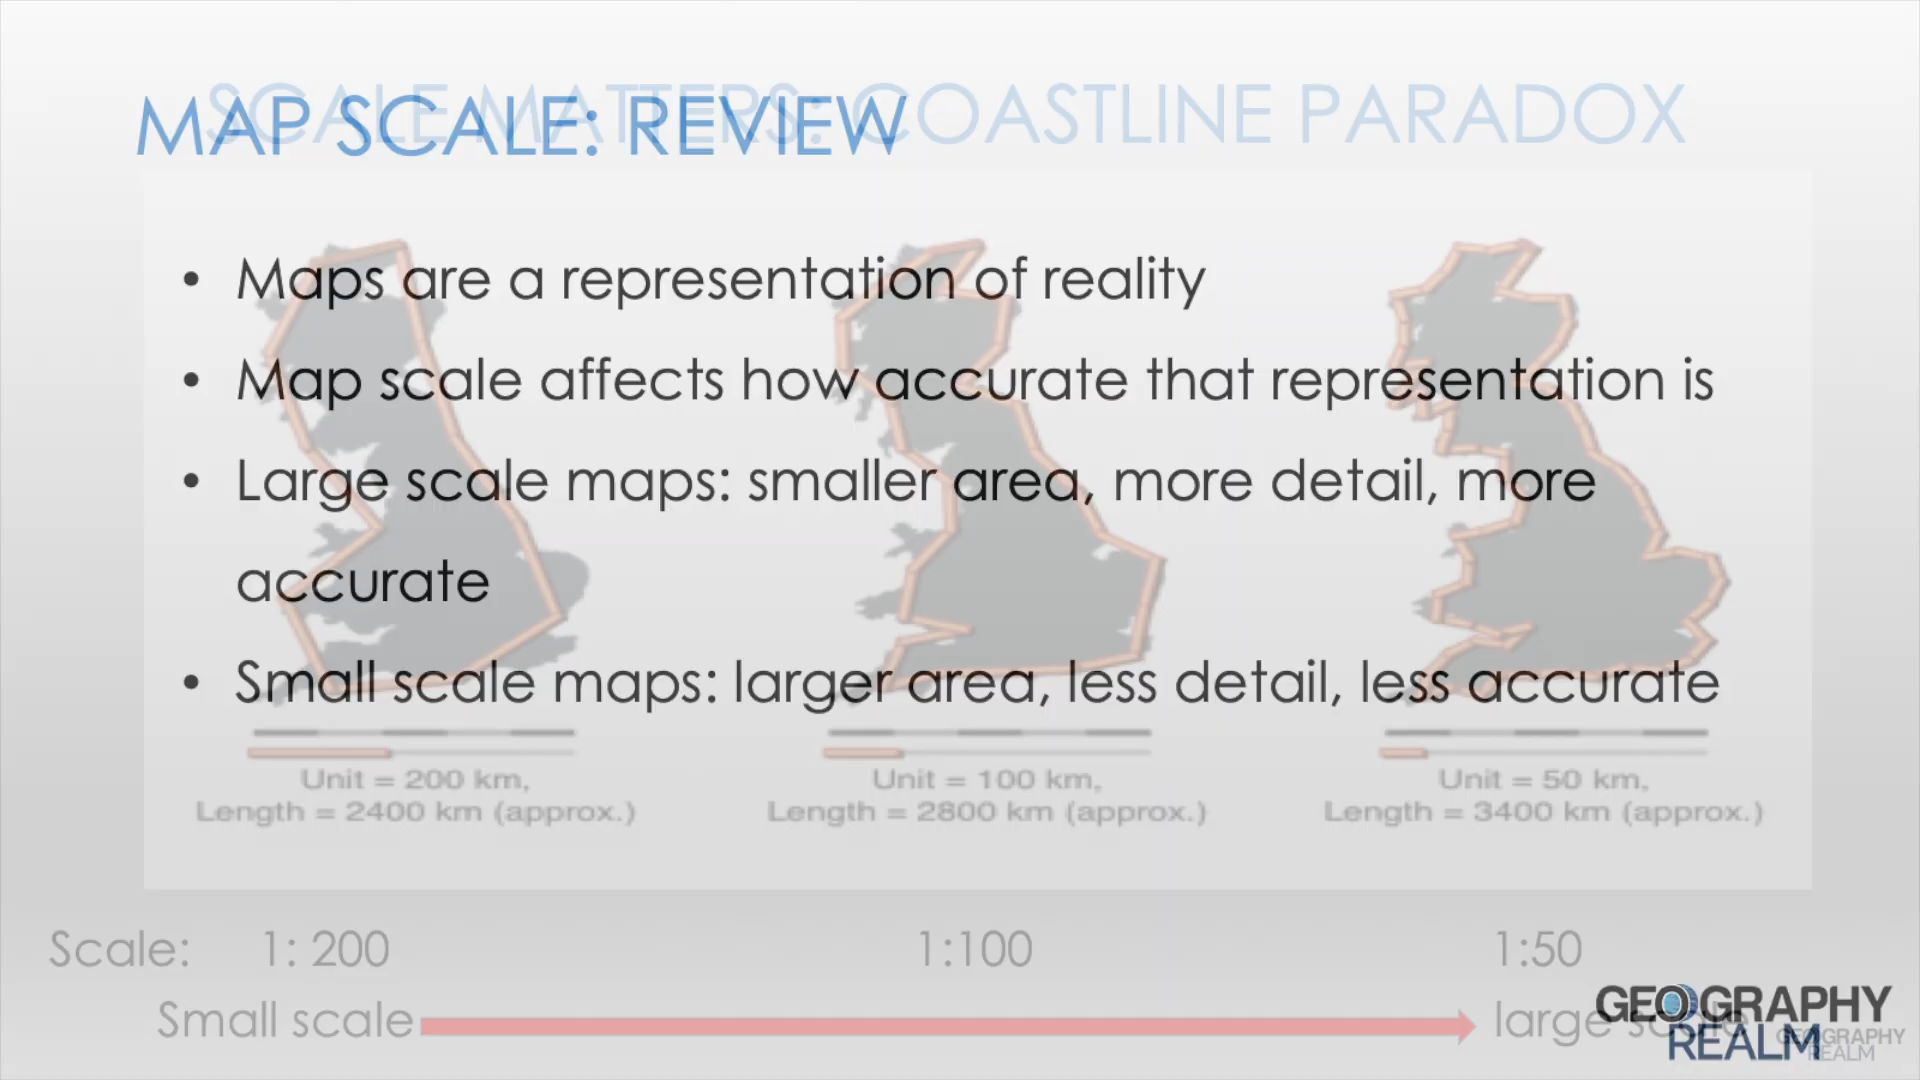 SCALE MATTERS: COASTLINE PARADOX
MAP SCALE: REVIEW
• Maps are a representation of reality
• Map scale affects how accurate that representation is
• Large scale maps: smaller area, more detail, more
accurate
• Small scale maps: larger area, less detail, less accurate
Unit = 200 km,
Length = 2400 km (approx.)
Unit = 100 km,
Length = 2800 km (approx.)
Unit = 50 km,
Length = 3400 km (approx.)
Scale: 1: 200 1:100 1:50
Small scale large scale
GEOGRAPHY
REALM
GEOGRAPHY
REALM